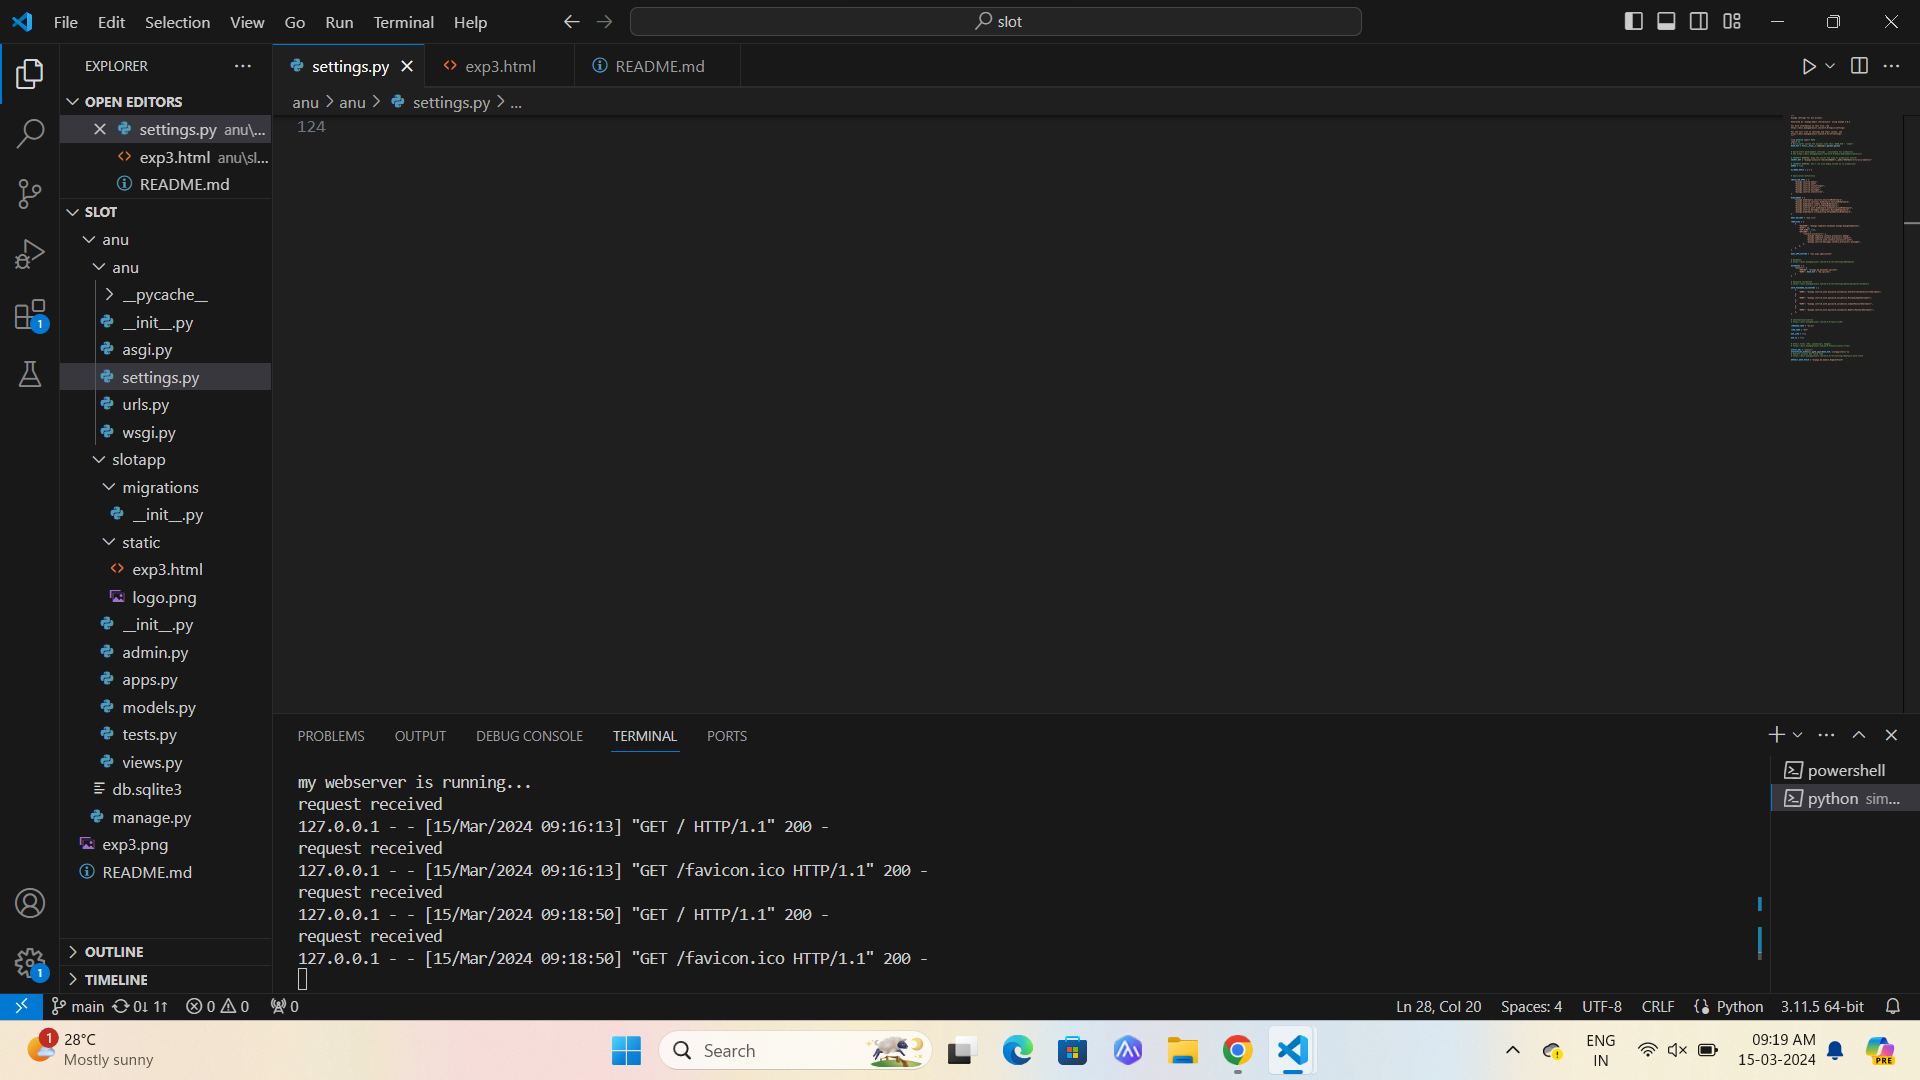 File Edit Selection View Go Run Terminal Help
slot
EXPLORER
OPEN EDITORS
settings.py anu\...
exp3.html anu\sl...
README.md
SLOT
anu
anu
__pycache__
__init__.py
asgi.py
settings.py
urls.py
wsgi.py
slotapp
migrations
__init__.py
static
exp3.html
logo.png
__init__.py
admin.py
apps.py
models.py
tests.py
views.py
db.sqlite3
manage.py
exp3.png
README.md
OUTLINE
TIMELINE
settings.py
exp3.html
README.md
anu > anu > settings.py > ...
124
PROBLEMS OUTPUT DEBUG CONSOLE TERMINAL PORTS
my webserver is running...
request received
127.0.0.1 - - [15/Mar/2024 09:16:13] "GET / HTTP/1.1" 200 -
request received
127.0.0.1 - - [15/Mar/2024 09:16:13] "GET /favicon.ico HTTP/1.1" 200 -
request received
127.0.0.1 - - [15/Mar/2024 09:18:50] "GET / HTTP/1.1" 200 -
request received
127.0.0.1 - - [15/Mar/2024 09:18:50] "GET /favicon.ico HTTP/1.1" 200 -
powershell
python sim...
1
1
main 0↓ 1↑ 0 0 0
Ln 28, Col 20 Spaces: 4 UTF-8 CRLF Python 3.11.5 64-bit
1
28°C
Mostly sunny
Search
ENG
IN
09:19 AM
15-03-2024
PRE